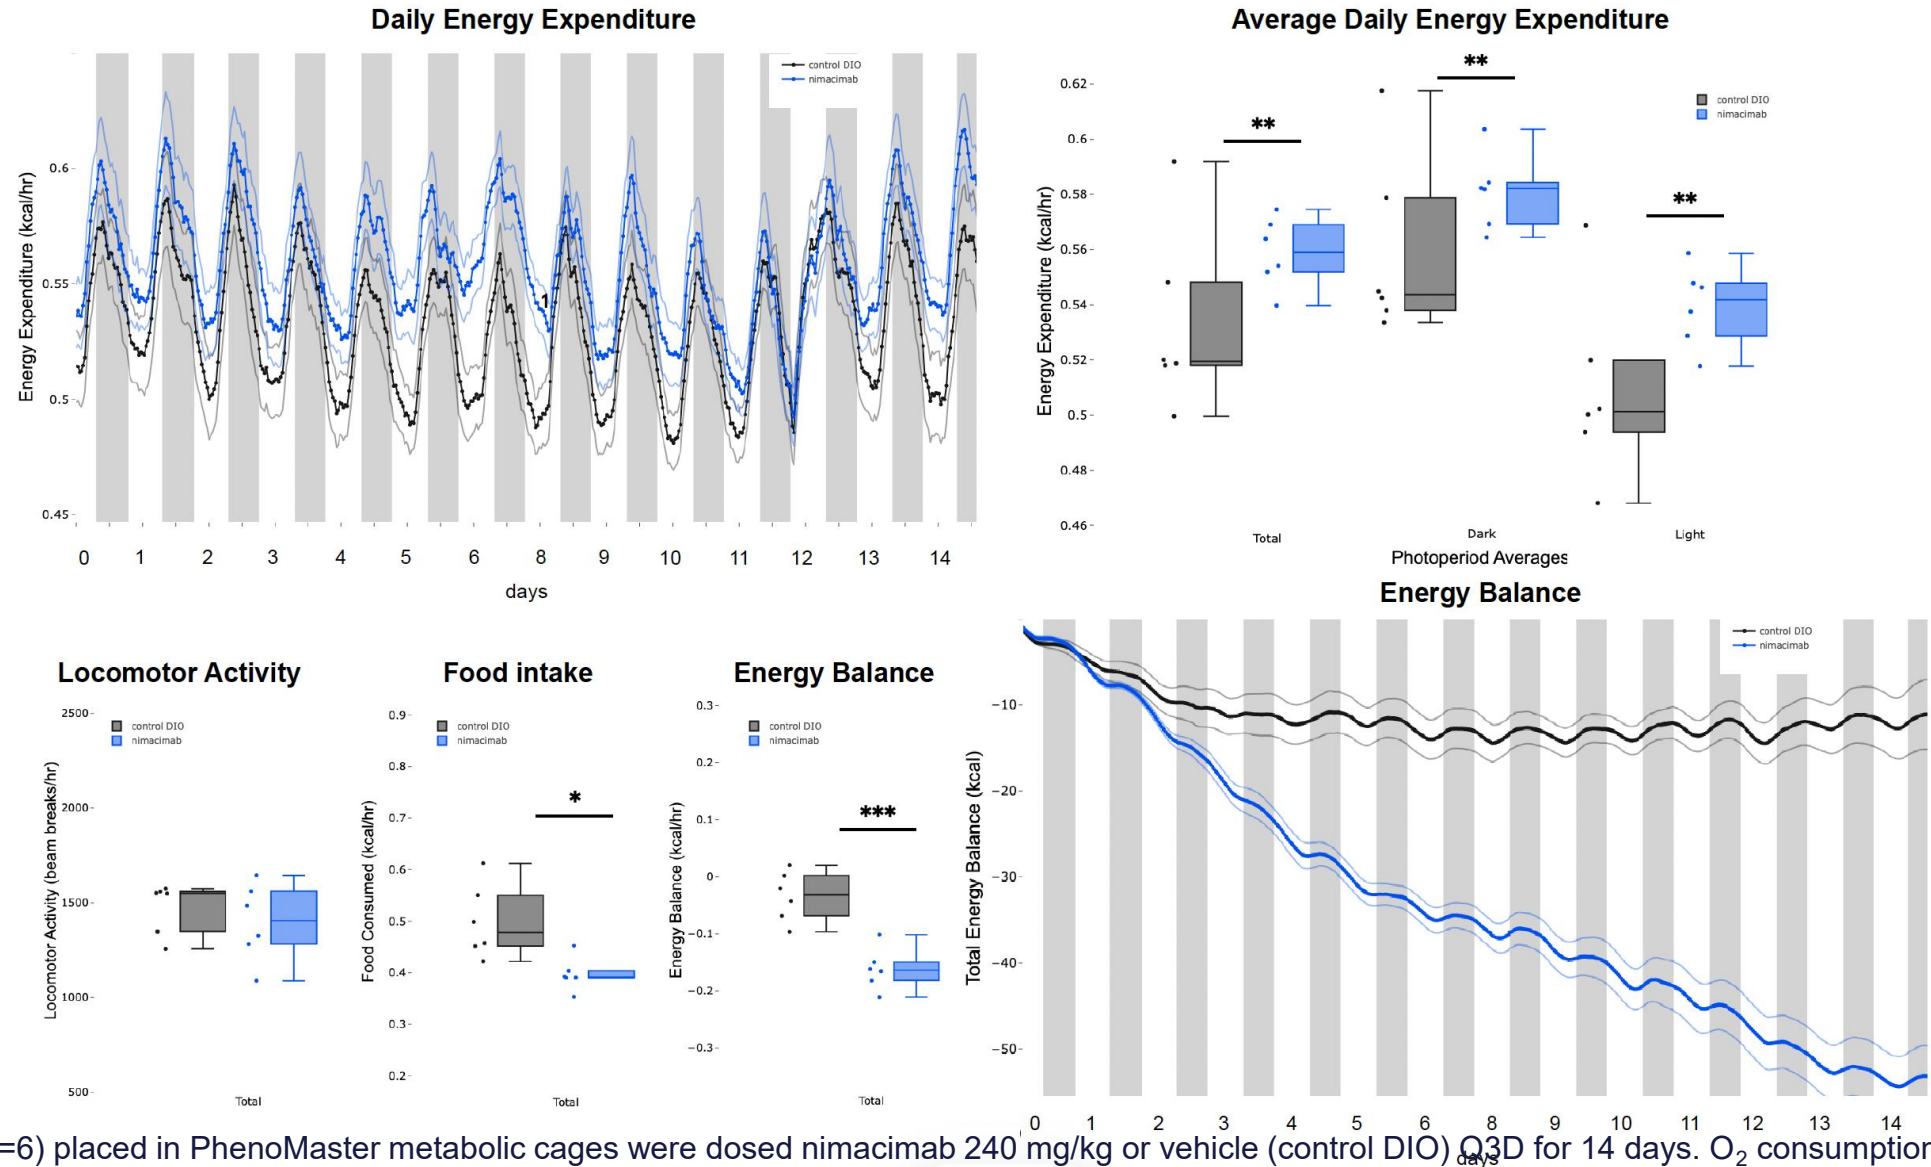 Daily Energy Expenditure
control DIO
nimacimab
Energy Expenditure (kcal/hr)
0.6
0.55
0.5
0.45
1
0 1 2 3 4 5 6 7 8 9 10 11 12 13 14
days
Average Daily Energy Expenditure
**
**
**
control DIO
nimacimab
Energy Expenditure (kcal/hr)
0.62
0.6
0.58
0.56
0.54
0.52
0.5
0.48
0.46
Total Dark Light
Photoperiod Averages
Locomotor Activity
control DIO
nimacimab
Locomotor Activity (beam breaks/hr)
2500
2000
1500
1000
500
Total
Food intake
control DIO
nimacimab
*
Food Consumed (kcal/hr)
0.9
0.8
0.7
0.6
0.5
0.4
0.3
0.2
Total
Energy Balance
control DIO
nimacimab
***
Energy Balance (kcal/hr)
0.3
0.2
0.1
0
−0.1
−0.2
−0.3
Total
Energy Balance
control DIO
nimacimab
Total Energy Balance (kcal)
−10
−20
−30
−40
−50
0 1 2 3 4 5 6 7 8 9 10 11 12 13 14
days
=6) placed in PhenoMaster metabolic cages were dosed nimacimab 240 mg/kg or vehicle (control DIO) Q3D for 14 days. O₂ consumption